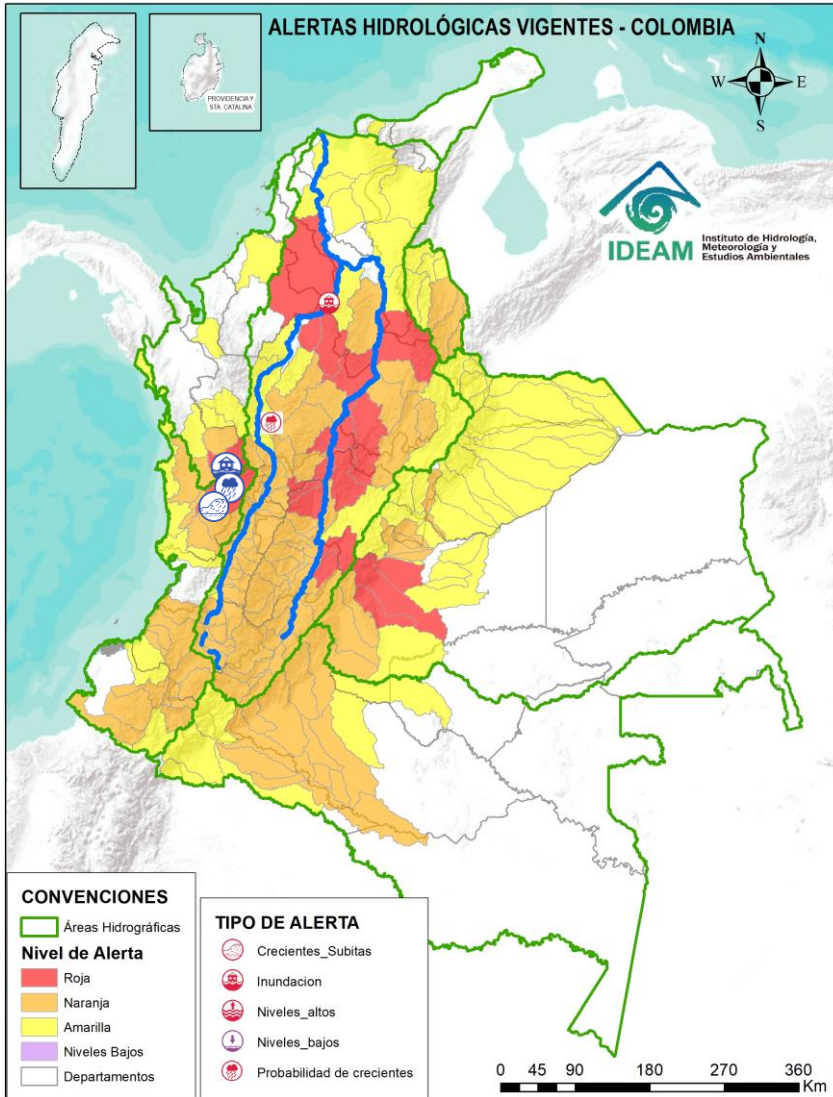 ALERTAS HIDROLÓGICAS VIGENTES - COLOMBIA
PROVIDENCIA Y
STA CATALINA
N
W
E
S
IDEAM
Instituto de Hidrología,
Meteorología y
Estudios Ambientales
CONVENCIONES
Áreas Hidrográficas
Nivel de Alerta
Roja
Naranja
Amarilla
Niveles Bajos
Departamentos
TIPO DE ALERTA
Crecientes_Subitas
Inundacion
Niveles_altos
Niveles_bajos
Probabilidad de crecientes
0 45 90 180 270 360
Km